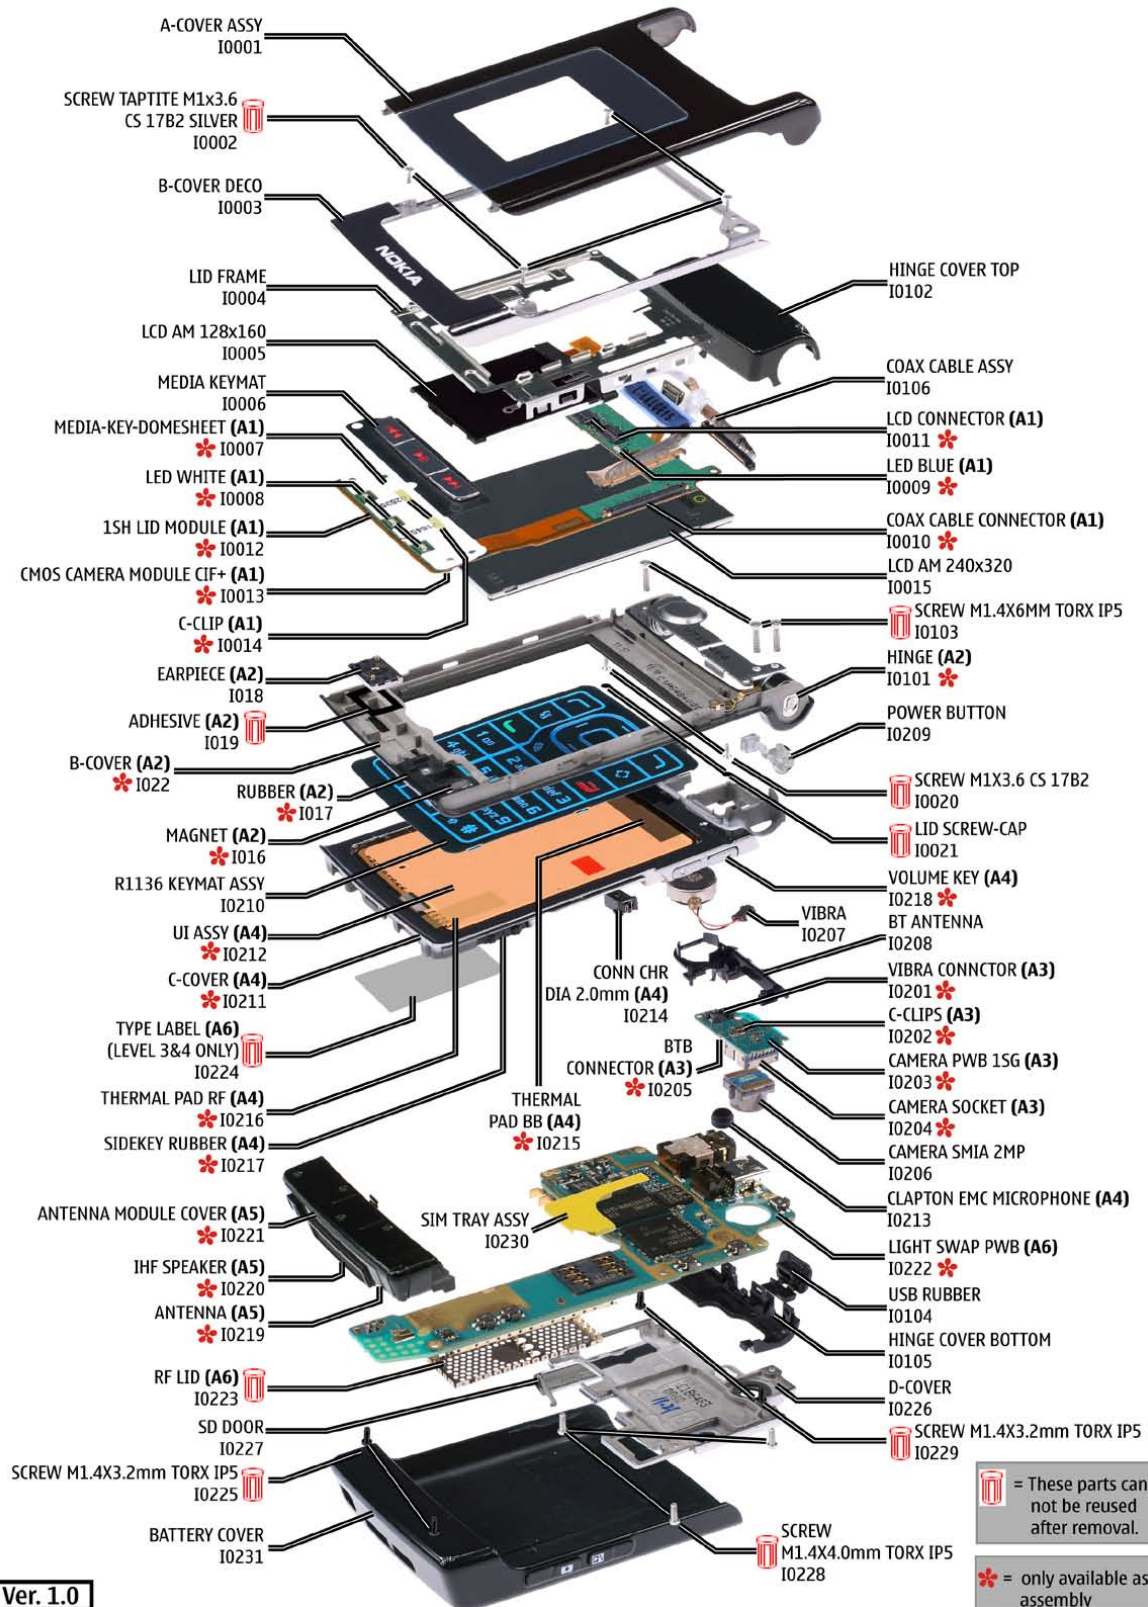 A-COVER ASSY
I0001
SCREW TAPTITE M1x3.6
CS 17B2 SILVER
I0002
B-COVER DECO
I0003
NOKIA
LID FRAME
I0004
LCD AM 128x160
I0005
MEDIA KEYMAT
I0006
MEDIA-KEY-DOMESHEET (A1)
I0007
LED WHITE (A1)
I0008
1SH LID MODULE (A1)
I0012
CMOS CAMERA MODULE CIF+ (A1)
I0013
C-CLIP (A1)
I0014
EARPIECE (A2)
I018
ADHESIVE (A2)
I019
B-COVER (A2)
I022
RUBBER (A2)
I017
MAGNET (A2)
I016
R1136 KEYMAT ASSY
I0210
UI ASSY (A4)
I0212
C-COVER (A4)
I0211
TYPE LABEL (A6)
(LEVEL 3&4 ONLY)
I0224
THERMAL PAD RF (A4)
I0216
SIDEKEY RUBBER (A4)
I0217
ANTENNA MODULE COVER (A5)
I0221
IHF SPEAKER (A5)
I0220
ANTENNA (A5)
I0219
RF LID (A6)
I0223
SD DOOR
I0227
SCREW M1.4X3.2mm TORX IP5
I0225
BATTERY COVER
I0231
Ver. 1.0
HINGE COVER TOP
I0102
COAX CABLE ASSY
I0106
LCD CONNECTOR (A1)
I0011
LED BLUE (A1)
I0009
COAX CABLE CONNECTOR (A1)
I0010
LCD AM 240x320
I0015
SCREW M1.4X6MM TORX IP5
I0103
HINGE (A2)
I0101
POWER BUTTON
I0209
SCREW M1X3.6 CS 17B2
I0020
LID SCREW-CAP
I0021
VOLUME KEY (A4)
I0218
VIBRA
I0207
BT ANTENNA
I0208
CONN CHR
DIA 2.0mm (A4)
I0214
VIBRA CONNCTOR (A3)
I0201
C-CLIPS (A3)
I0202
BTB
CONNECTOR (A3)
I0205
CAMERA PWB 1SG (A3)
I0203
CAMERA SOCKET (A3)
I0204
THERMAL
PAD BB (A4)
I0215
CAMERA SMIA 2MP
I0206
CLAPTON EMC MICROPHONE (A4)
I0213
SIM TRAY ASSY
I0230
LIGHT SWAP PWB (A6)
I0222
USB RUBBER
I0104
HINGE COVER BOTTOM
I0105
D-COVER
I0226
SCREW M1.4X3.2mm TORX IP5
I0229
SCREW
M1.4X4.0mm TORX IP5
I0228
= These parts can
not be reused
after removal.
= only available as
assembly